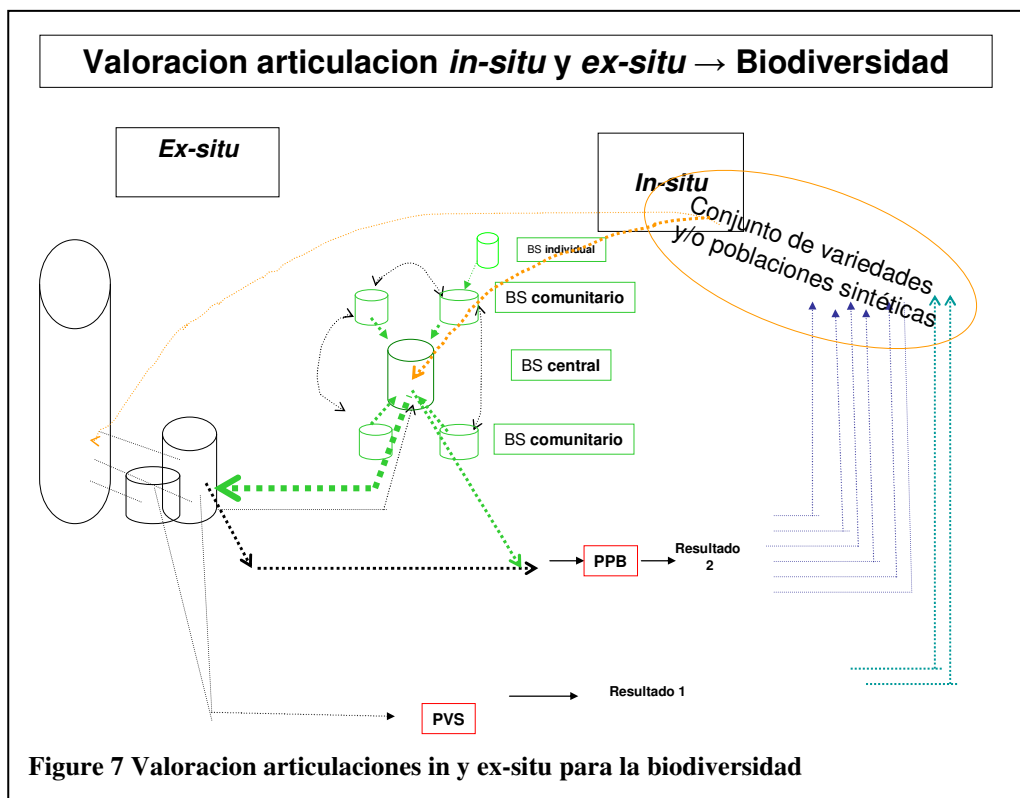 Valoracion articulacion in-situ y ex-situ → Biodiversidad
Ex-situ
In-situ
Conjunto de variedades
y/o poblaciones sintéticas
BS individual
BS comunitario
BS central
BS comunitario
PPB
Resultado
2
Resultado 1
PVS
Figure 7 Valoracion articulaciones in y ex-situ para la biodiversidad